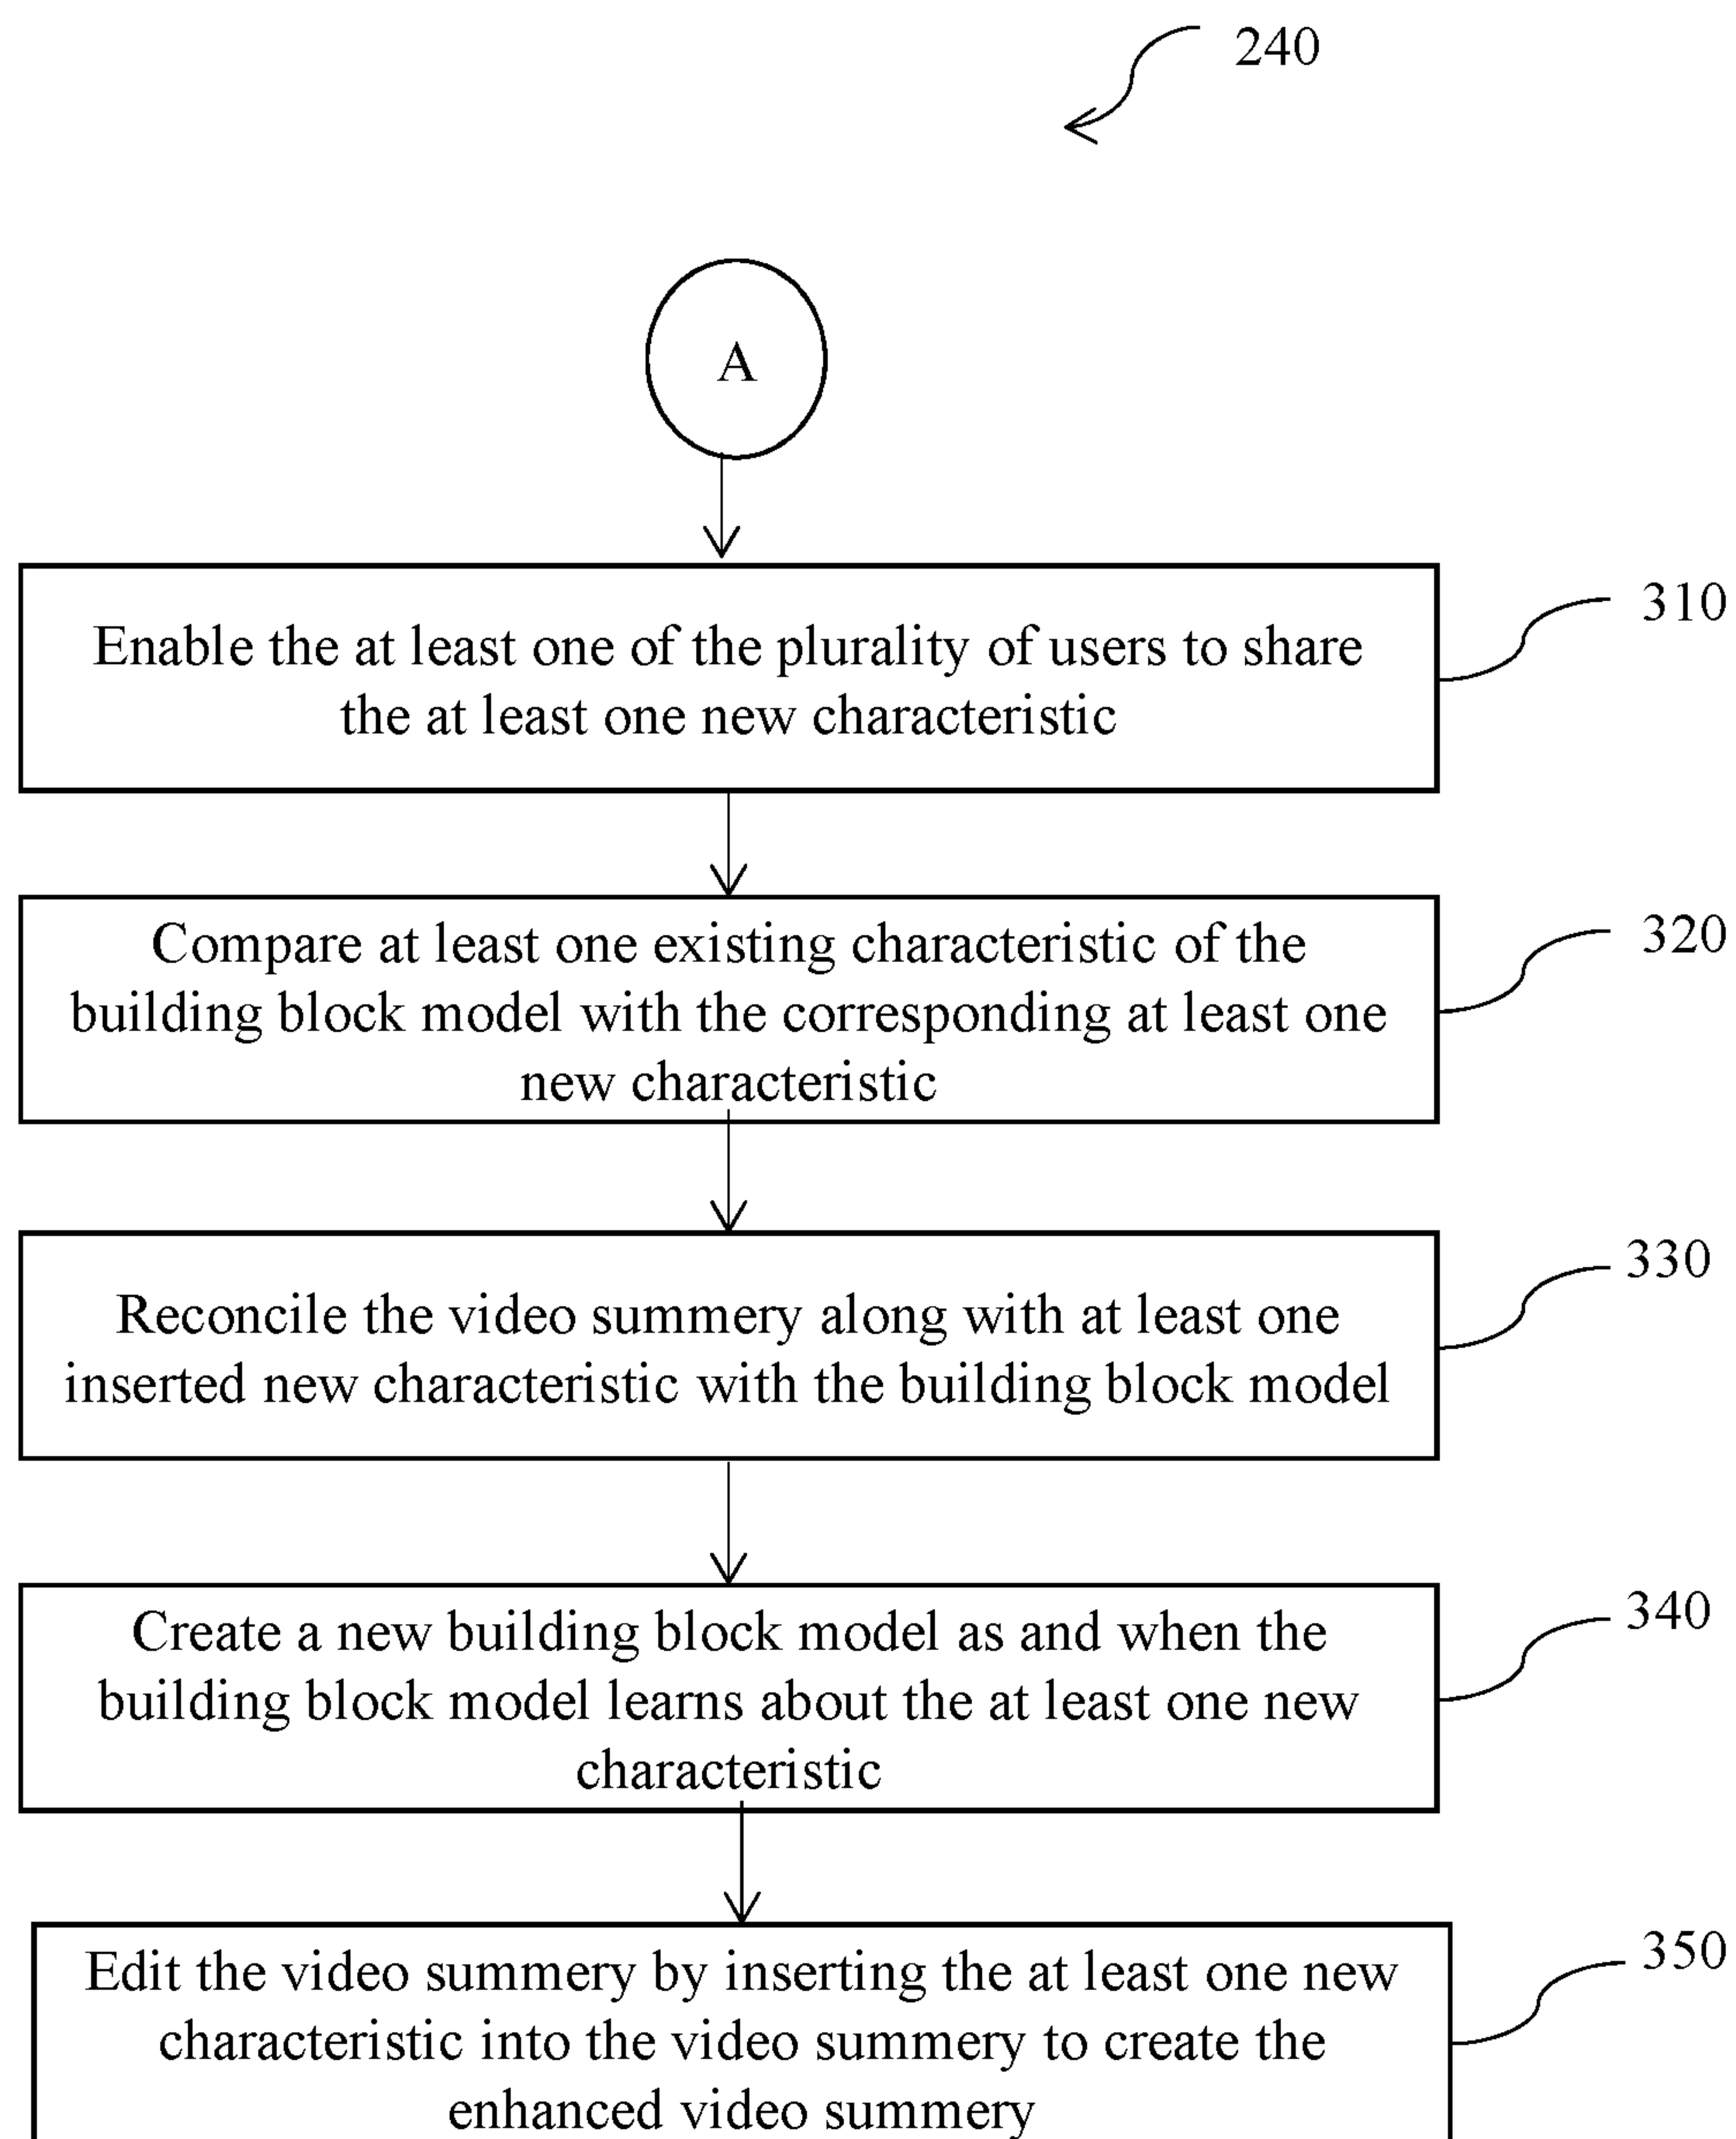 240
A
Enable the at least one of the plurality of users to share
the at least one new characteristic
310
Compare at least one existing characteristic of the
building block model with the corresponding at least one
new characteristic
320
Reconcile the video summery along with at least one
inserted new characteristic with the building block model
330
Create a new building block model as and when the
building block model learns about the at least one new
characteristic
340
Edit the video summery by inserting the at least one new
characteristic into the video summery to create the
enhanced video summery
350